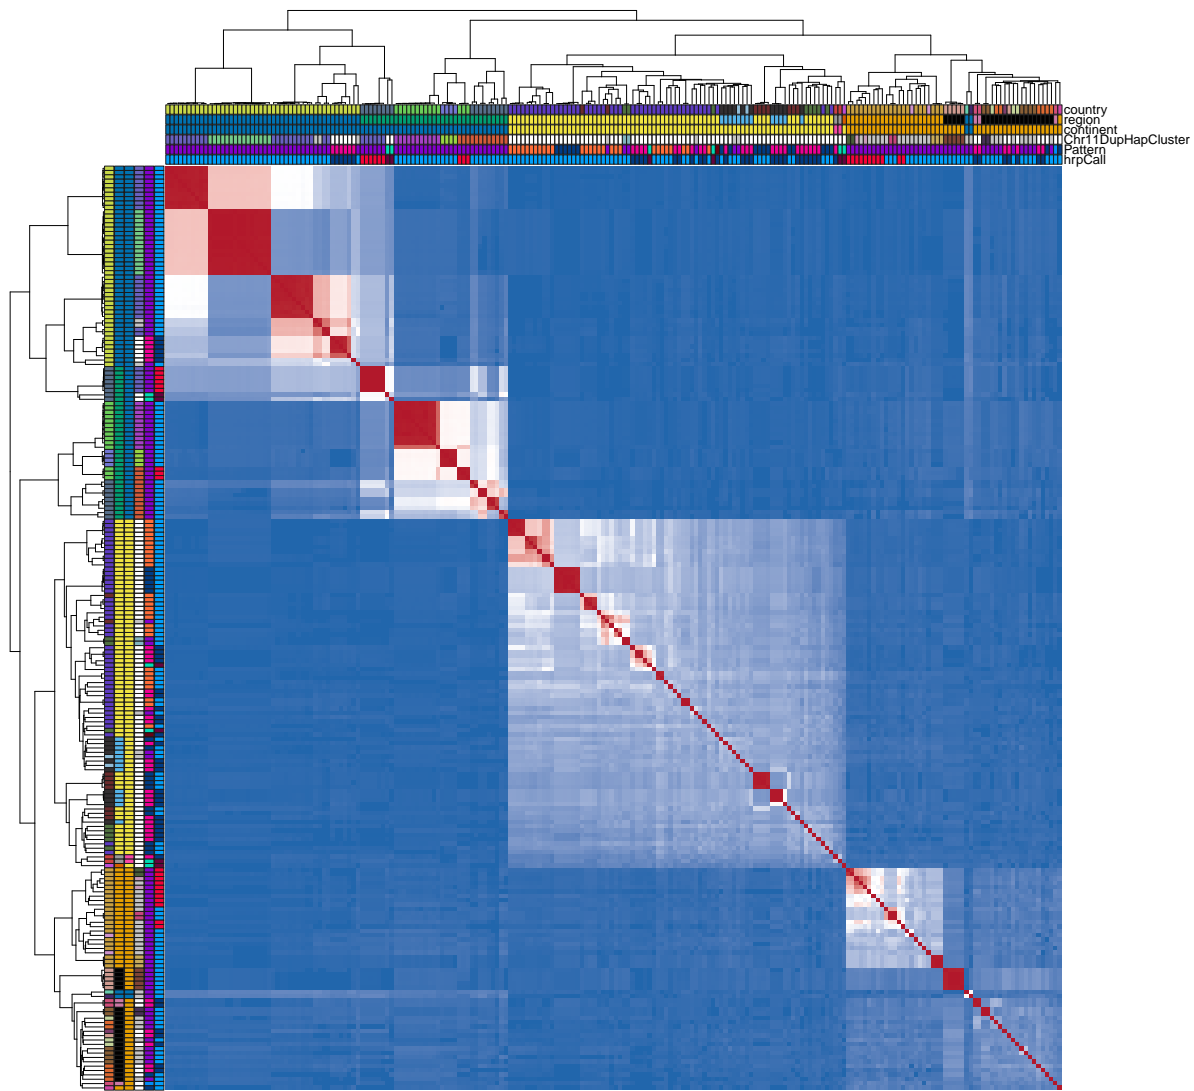 country
region
continent
Chr11DupHapCluster
Pattern
hrpCall